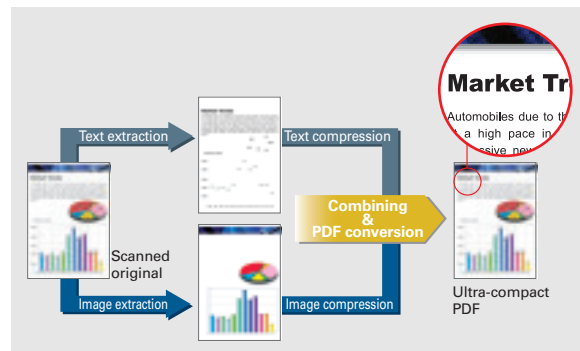 Market Tr
Automobiles due to th
at a high pace in
ssive new
Text extraction
Text compression
Combining
&
PDF conversion
Scanned
original
Image extraction
Image compression
Ultra-compact
PDF